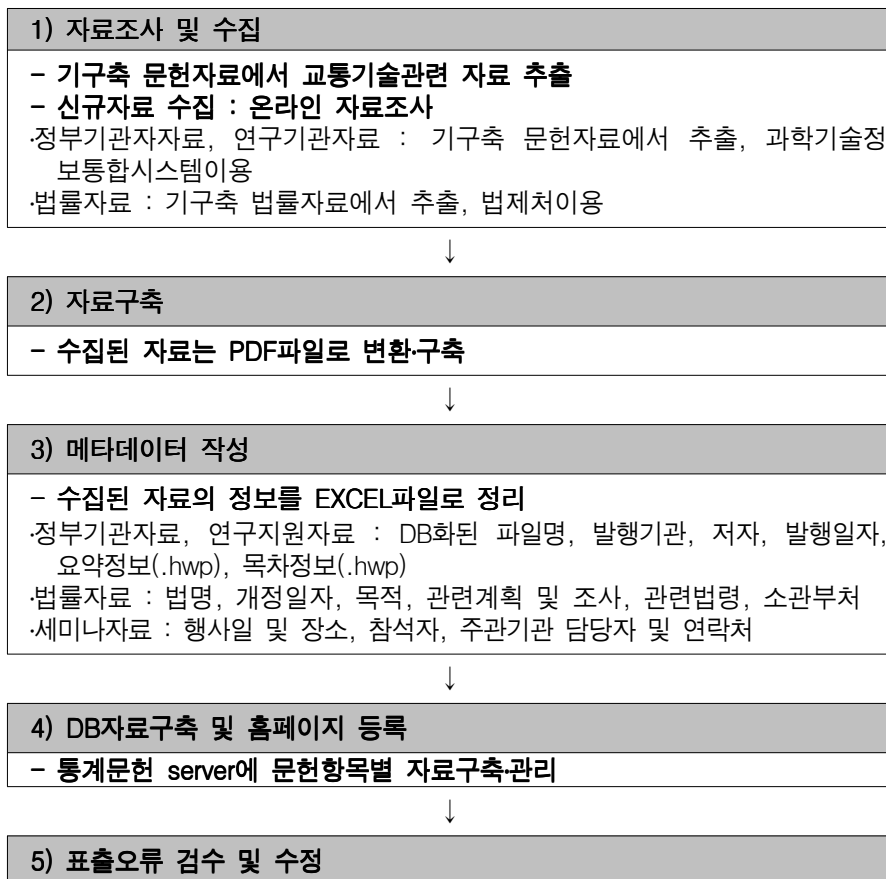 1) 자료조사 및 수집
- 기구축 문헌자료에서 교통기술관련 자료 추출
- 신규자료 수집 : 온라인 자료조사
·정부기관자자료, 연구기관자료 : 기구축 문헌자료에서 추출, 과학기술정
보통합시스템이용
·법률자료 : 기구축 법률자료에서 추출, 법제처이용
↓
2) 자료구축
- 수집된 자료는 PDF파일로 변환·구축
↓
3) 메타데이터 작성
- 수집된 자료의 정보를 EXCEL파일로 정리
·정부기관자료, 연구지원자료 : DB화된 파일명, 발행기관, 저자, 발행일자,
요약정보(.hwp), 목차정보(.hwp)
·법률자료 : 법명, 개정일자, 목적, 관련계획 및 조사, 관련법령, 소관부처
·세미나자료 : 행사일 및 장소, 참석자, 주관기관 담당자 및 연락처
↓
4) DB자료구축 및 홈페이지 등록
- 통계문헌 server에 문헌항목별 자료구축·관리
↓
5) 표출오류 검수 및 수정